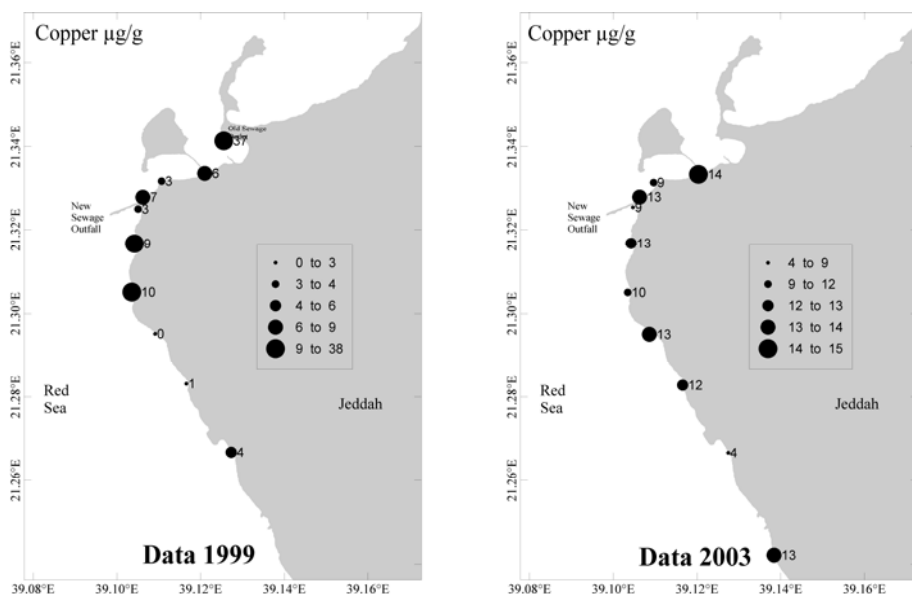 Copper µg/g
21.36°E
21.34°E
21.32°E
21.30°E
21.28°E
21.26°E
Old Sewage
37
6
3
7
3
9
10
0
1
4
New
Sewage
Outfall
0 to 3
3 to 4
4 to 6
6 to 9
9 to 38
Red
Sea
Jeddah
Data 1999
39.08°E
39.10°E
39.12°E
39.14°E
39.16°E
Copper µg/g
21.36°E
21.34°E
21.32°E
21.30°E
21.28°E
21.26°E
14
9
13
9
13
10
13
12
4
13
New
Sewage
Outfall
4 to 9
9 to 12
12 to 13
13 to 14
14 to 15
Red
Sea
Jeddah
Data 2003
39.08°E
39.10°E
39.12°E
39.14°E
39.16°E